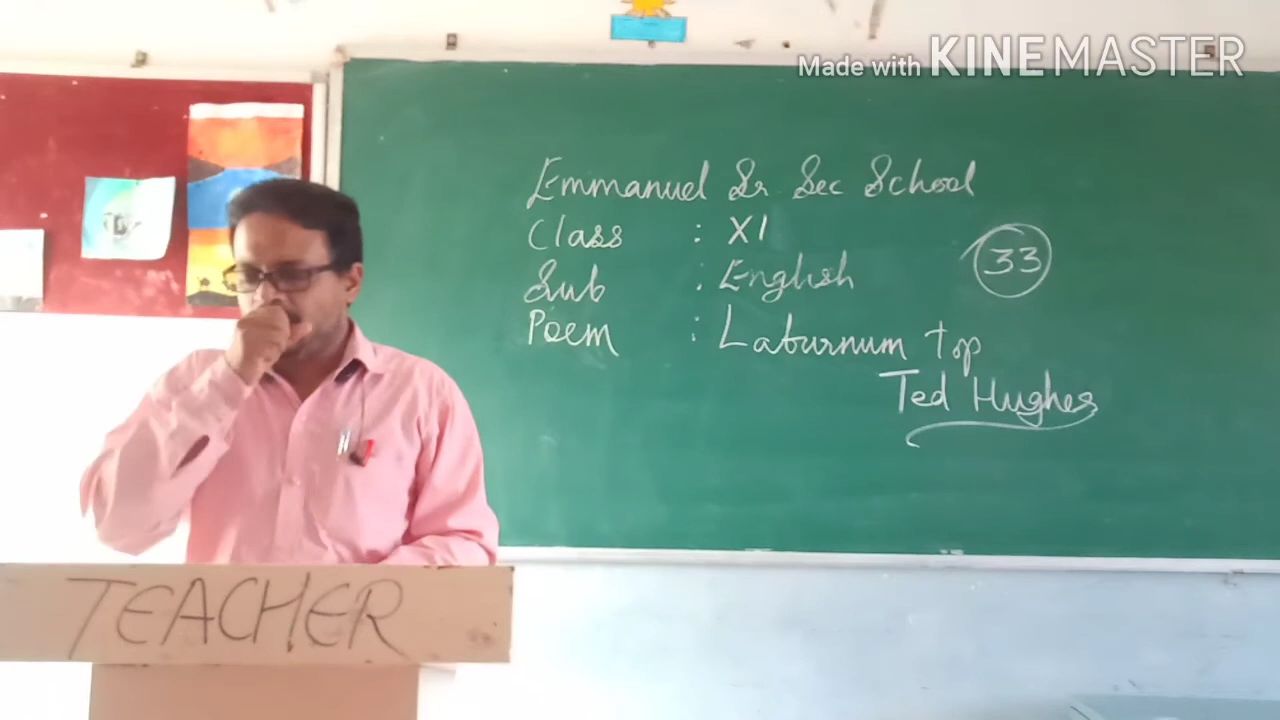 Made with KINEMASTER
Emmanuel Sr Sec School
Class : XI
33
Sub : English
Poem : Laburnum top
Ted Hughes
TEACHER